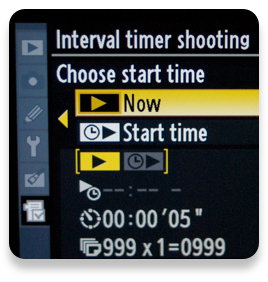 Interval timer shooting
Choose start time
Now
Start time
--:-- -
00:00'05"
999 x 1=0999